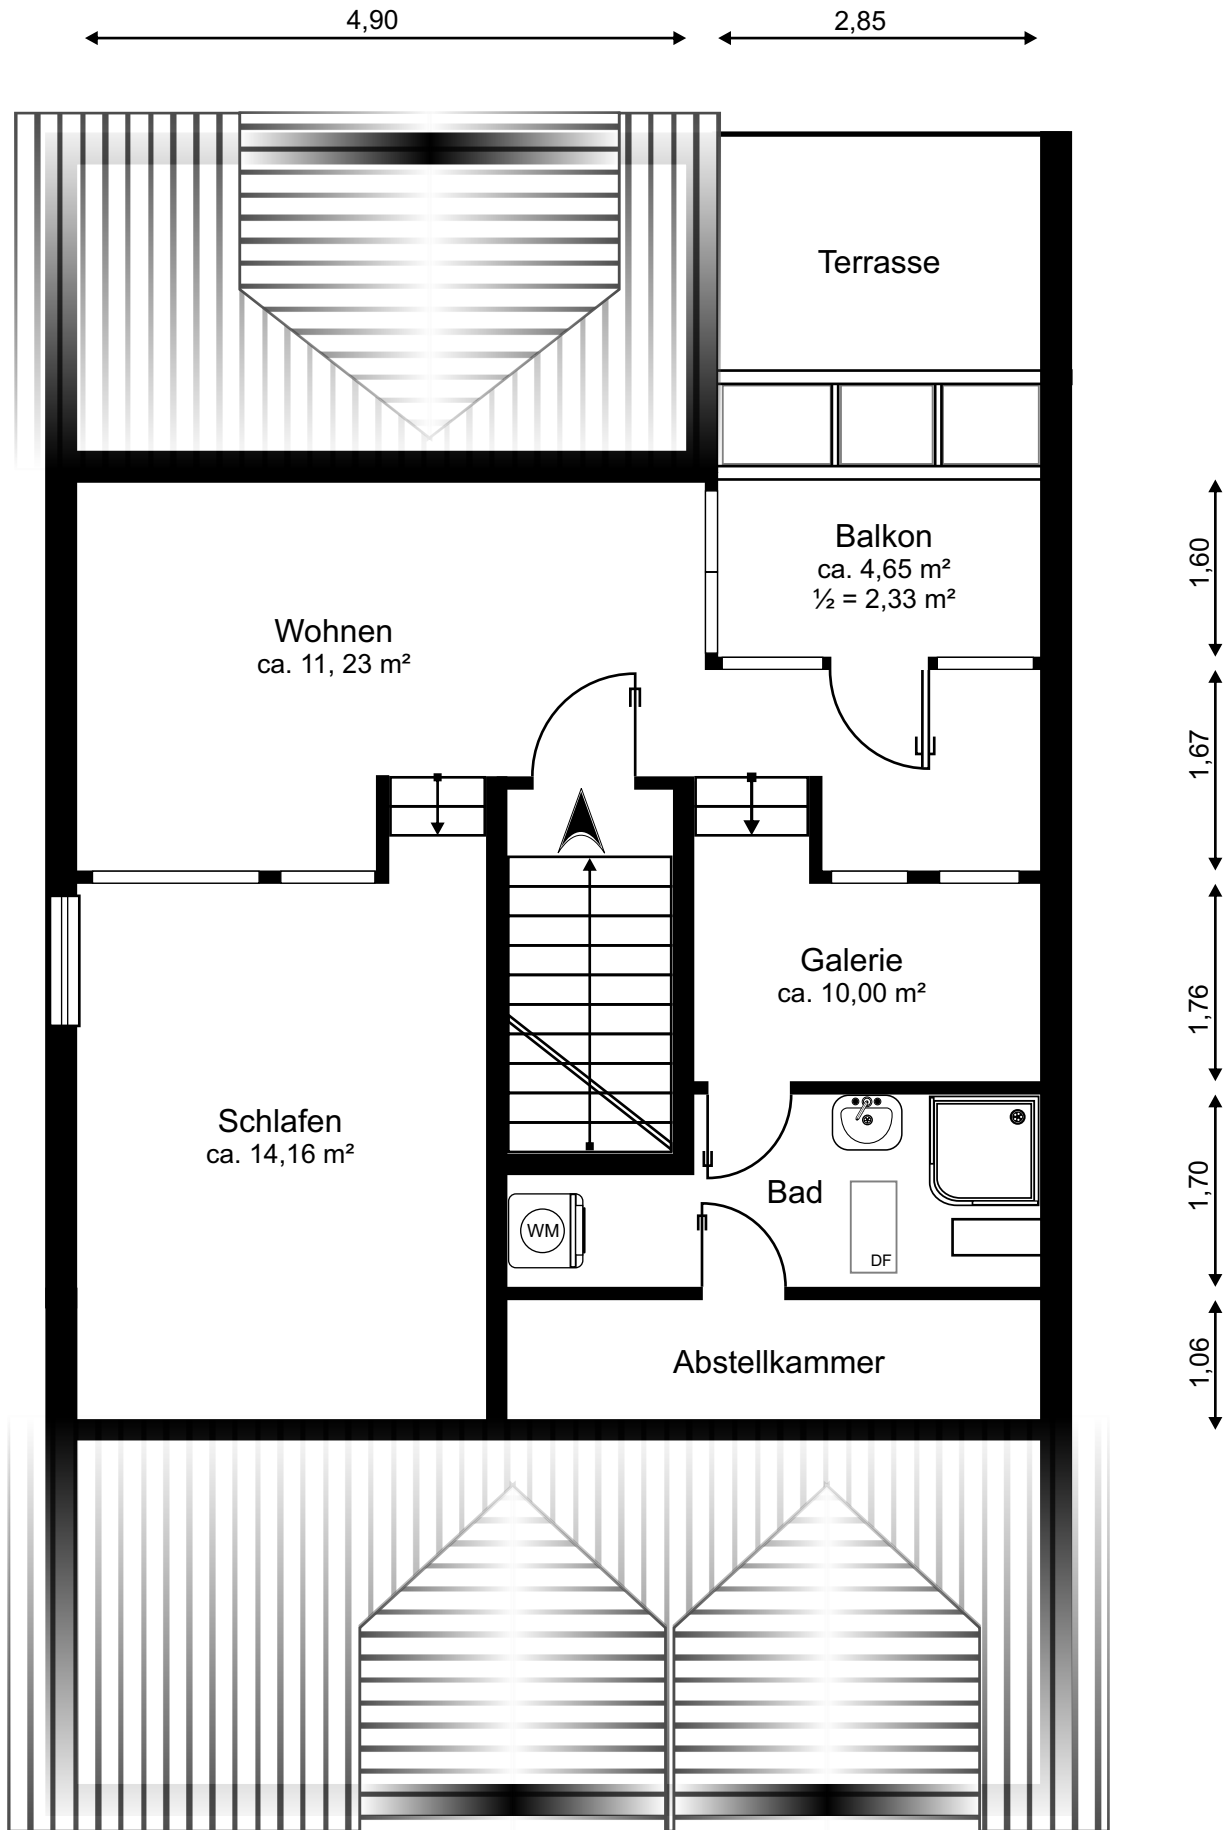 4,90
2,85
Terrasse
Balkon
ca. 4,65 m²
½ = 2,33 m²
1,60
Wohnen
ca. 11, 23 m²
1,67
Galerie
ca. 10,00 m²
1,76
Schlafen
ca. 14,16 m²
Bad
1,70
WM
DF
Abstellkammer
1,06